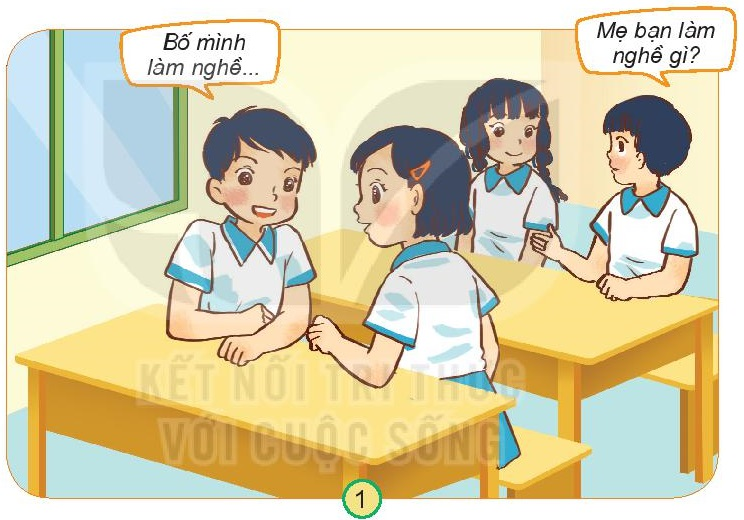 Bố mình
làm nghề...
Mẹ bạn làm
nghề gì?
KẾT NỐI TRI THỨC
VỚI CUỘC SỐNG
1